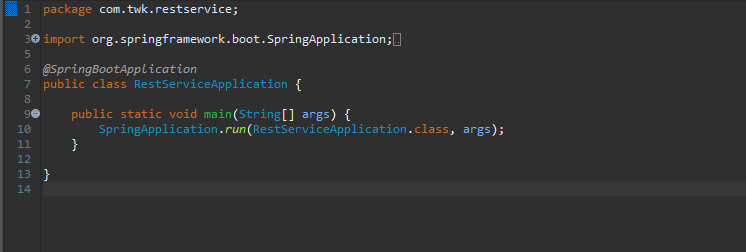 1 package com.twk.restservice;
2
3 import org.springframework.boot.SpringApplication;
5
6 @SpringBootApplication
7 public class RestServiceApplication {
8
9     public static void main(String[] args) {
10         SpringApplication.run(RestServiceApplication.class, args);
11     }
12
13 }
14